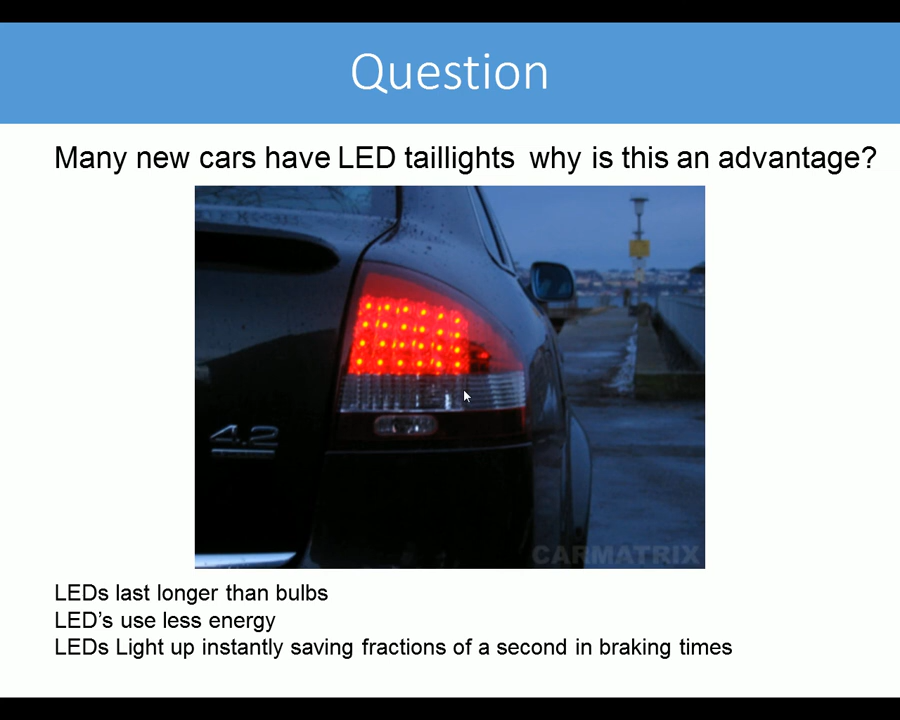 Question
Many new cars have LED taillights why is this an advantage?
4.2
CARMATRIX
LEDs last longer than bulbs
LED's use less energy
LEDs Light up instantly saving fractions of a second in braking times